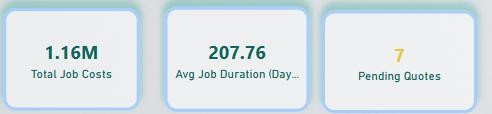 1.16M
Total Job Costs
207.76
Avg Job Duration (Day...
7
Pending Quotes